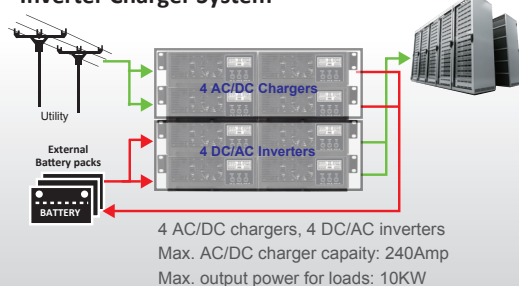 Inverter Charger System
4 AC/DC Chargers
Utility
4 DC/AC Inverters
External
Battery packs
BATTERY
4 AC/DC chargers, 4 DC/AC inverters
Max. AC/DC charger capaity: 240Amp
Max. output power for loads: 10KW